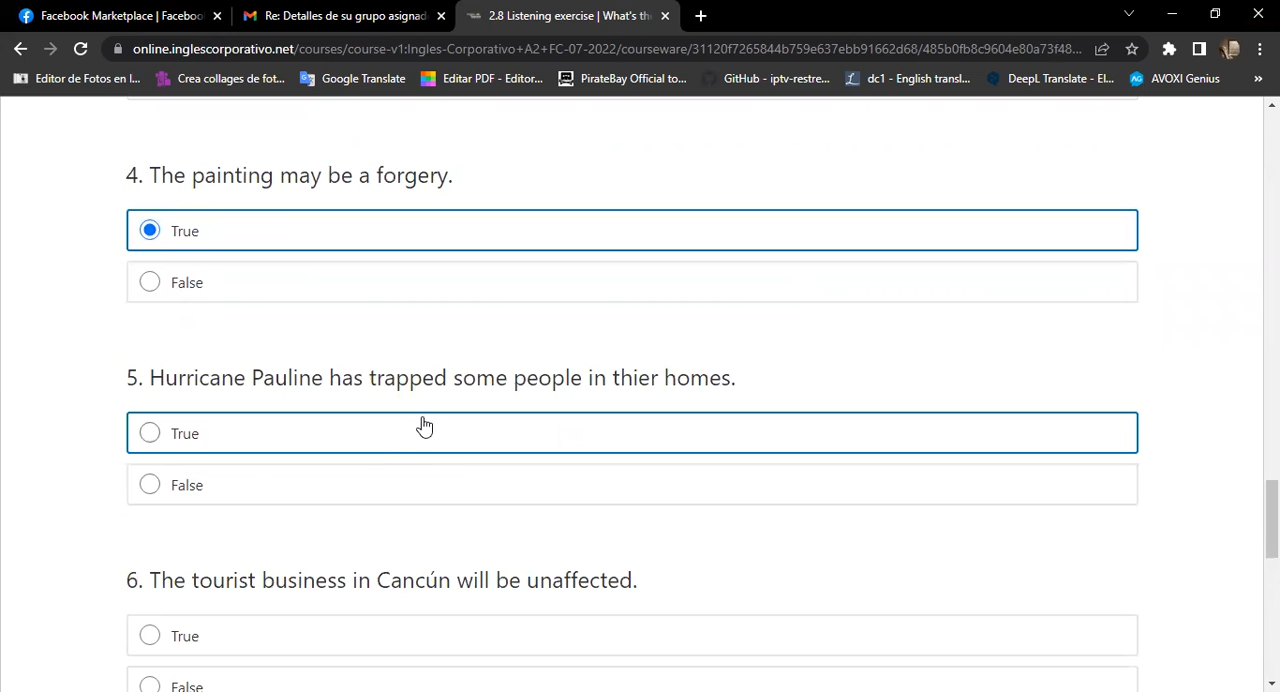 Facebook Marketplace | Faceboo
Re: Detalles de su grupo asignad
2.8 Listening exercise | What's the
online.inglescorporativo.net/courses/course-v1:Ingles-Corporativo+A2+FC-07-2022/courseware/31120f7265844b759e637ebb91662d68/485b0fb8c9604e80a73f48...
Editor de Fotos en l...
Crea collages de fot...
Google Translate
Editar PDF - Editor...
PirateBay Official to...
GitHub - iptv-restre...
dc1 - English transl...
DeepL Translate - El...
AVOXI Genius
4. The painting may be a forgery.
True
False
5. Hurricane Pauline has trapped some people in thier homes.
True
False
6. The tourist business in Cancún will be unaffected.
True
False